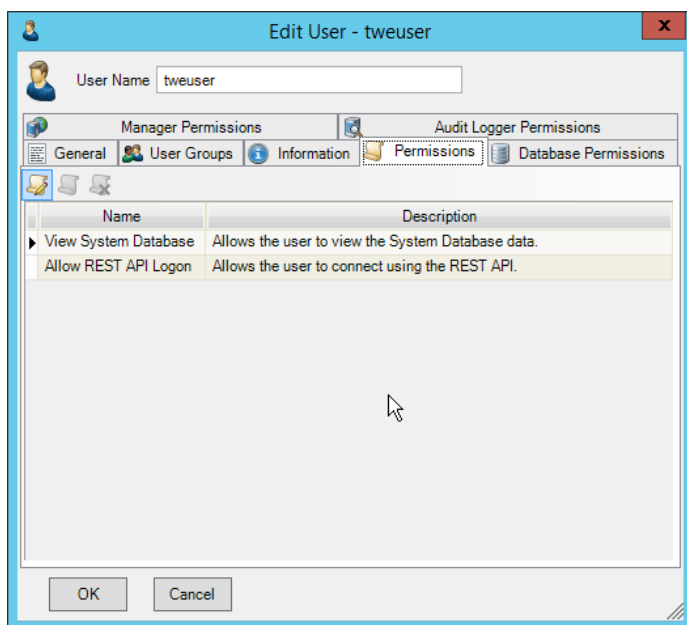 Edit User - tweuser
x
User Name tweuser
Manager Permissions Audit Logger Permissions
General User Groups Information Permissions Database Permissions
Name Description
View System Database Allows the user to view the System Database data.
Allow REST API Logon Allows the user to connect using the REST API.
OK Cancel